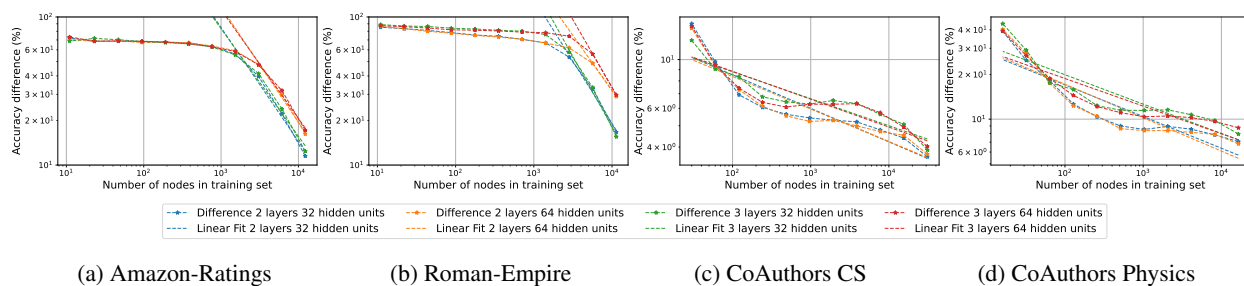 Accuracy difference (%)
10²
6 × 10¹
4 × 10¹
3 × 10¹
2 × 10¹
10¹
10¹ 10² 10³ 10⁴
Number of nodes in training set
Accuracy difference (%)
10²
6 × 10¹
4 × 10¹
3 × 10¹
2 × 10¹
10¹
10¹ 10² 10³ 10⁴
Number of nodes in training set
Accuracy difference (%)
10¹
6 × 10⁰
4 × 10⁰
10² 10³ 10⁴
Number of nodes in training set
Accuracy difference (%)
4 × 10¹
3 × 10¹
2 × 10¹
10¹
6 × 10⁰
10² 10³ 10⁴
Number of nodes in training set
Difference 2 layers 32 hidden units Difference 2 layers 64 hidden units Difference 3 layers 32 hidden units Difference 3 layers 64 hidden units
Linear Fit 2 layers 32 hidden units Linear Fit 2 layers 64 hidden units Linear Fit 3 layers 32 hidden units Linear Fit 3 layers 64 hidden units
(a) Amazon-Ratings (b) Roman-Empire (c) CoAuthors CS (d) CoAuthors Physics